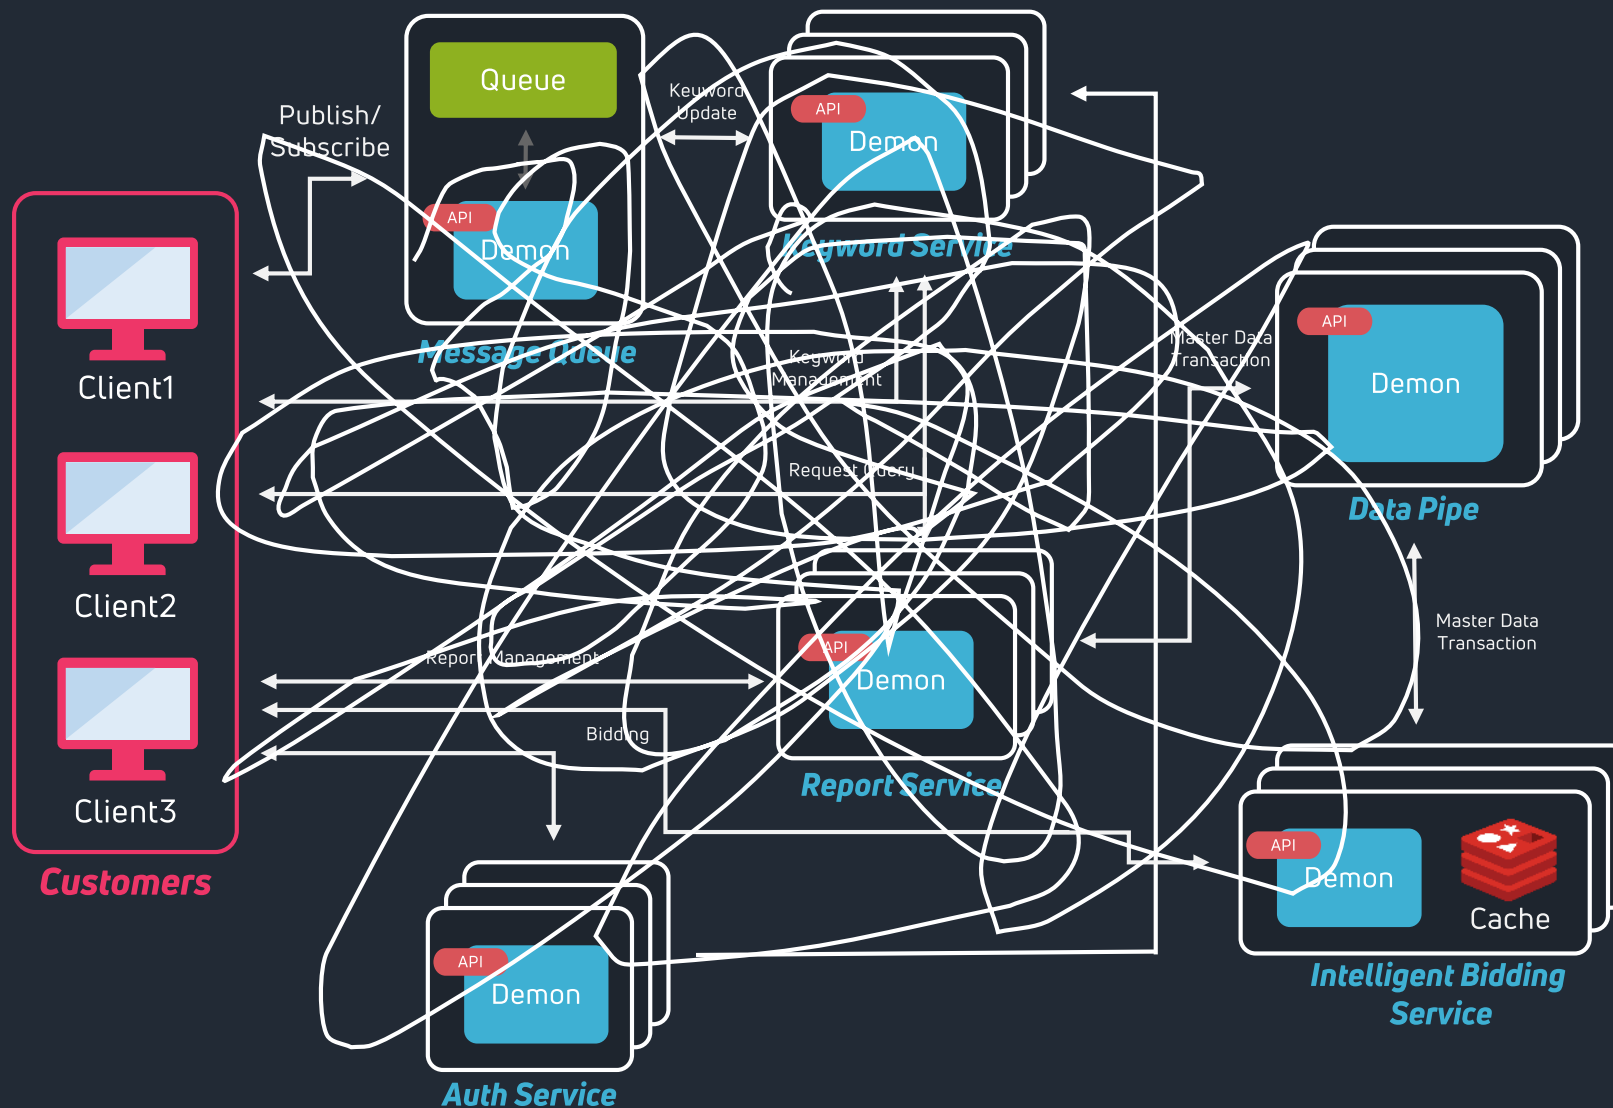 Queue
Publish/
Subscribe
API
Demon
Message Queue
Keyword
Update
API
Demon
Keyword Service
Client1
Client2
Client3
Customers
Keyword
Management
Request Query
Master Data
Transaction
API
Demon
Data Pipe
Master Data
Transaction
Report Management
Bidding
API
Demon
Report Service
API
Demon
Cache
Intelligent Bidding
Service
API
Demon
Auth Service